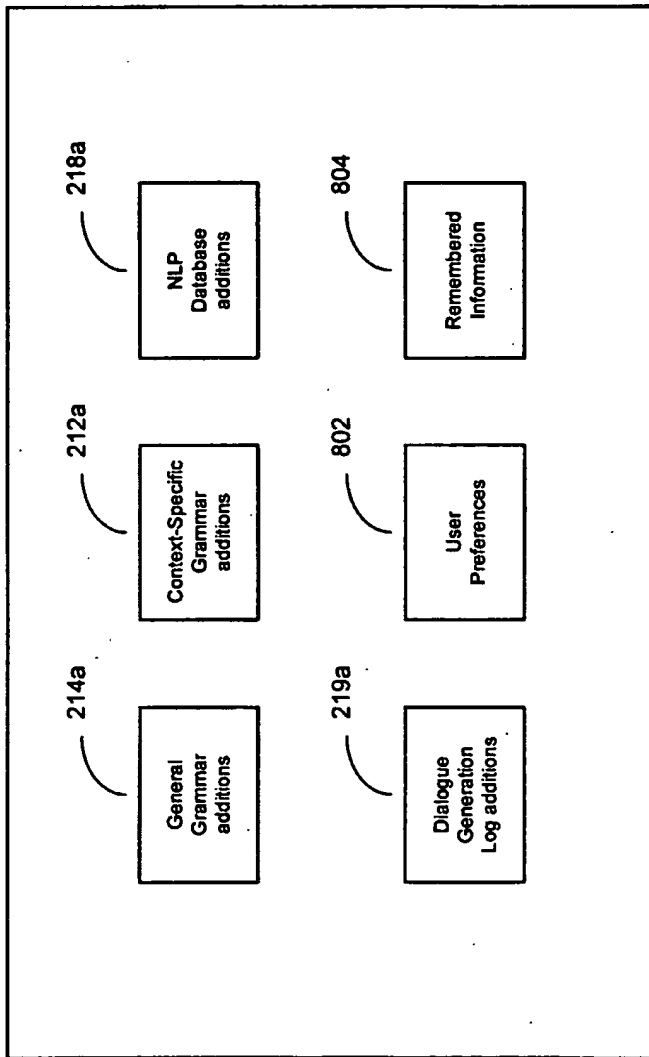 214a
General
Grammar
additions
212a
Context-Specific
Grammar
additions
218a
NLP
Database
additions
219a
Dialogue
Generation
Log additions
802
User
Preferences
804
Remembered
Information